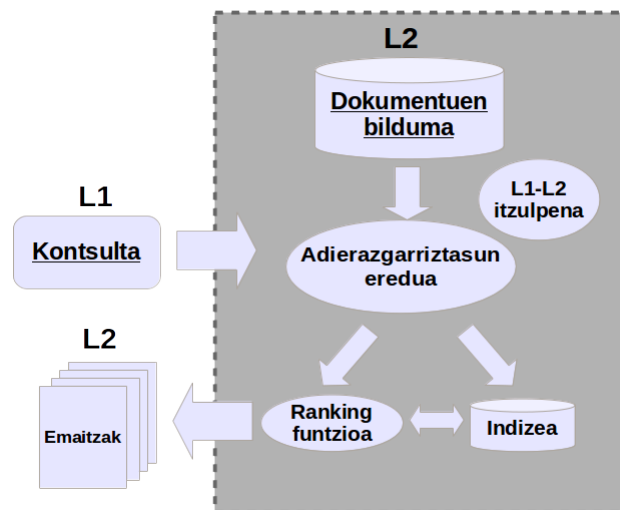 L2
Dokumentuen
bilduma
L1-L2
itzulpena
L1
Kontsulta
Adierazgarriztasun
eredua
L2
Emaitzak
Ranking
funtzioa
Indizea